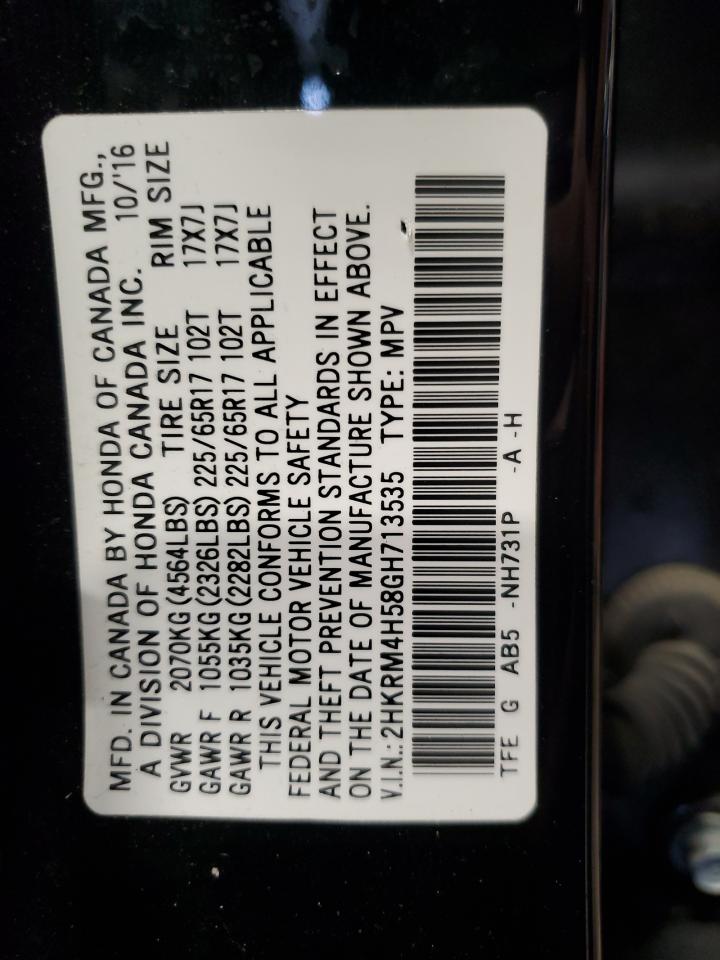 MFD. IN CANADA BY HONDA OF CANADA MFG.,
A DIVISION OF HONDA CANADA INC. 10/'16
GVWR 2070KG (4564LBS) TIRE SIZE RIM SIZE
GAWR F 1055KG (2326LBS) 225/65R17 102T 17X7J
GAWR R 1035KG (2282LBS) 225/65R17 102T 17X7J
THIS VEHICLE CONFORMS TO ALL APPLICABLE
FEDERAL MOTOR VEHICLE SAFETY
AND THEFT PREVENTION STANDARDS IN EFFECT
ON THE DATE OF MANUFACTURE SHOWN ABOVE.
V.I.N.: 2HKRM4H58GH713535 TYPE: MPV
TFE G AB5 -NH731P -A -H